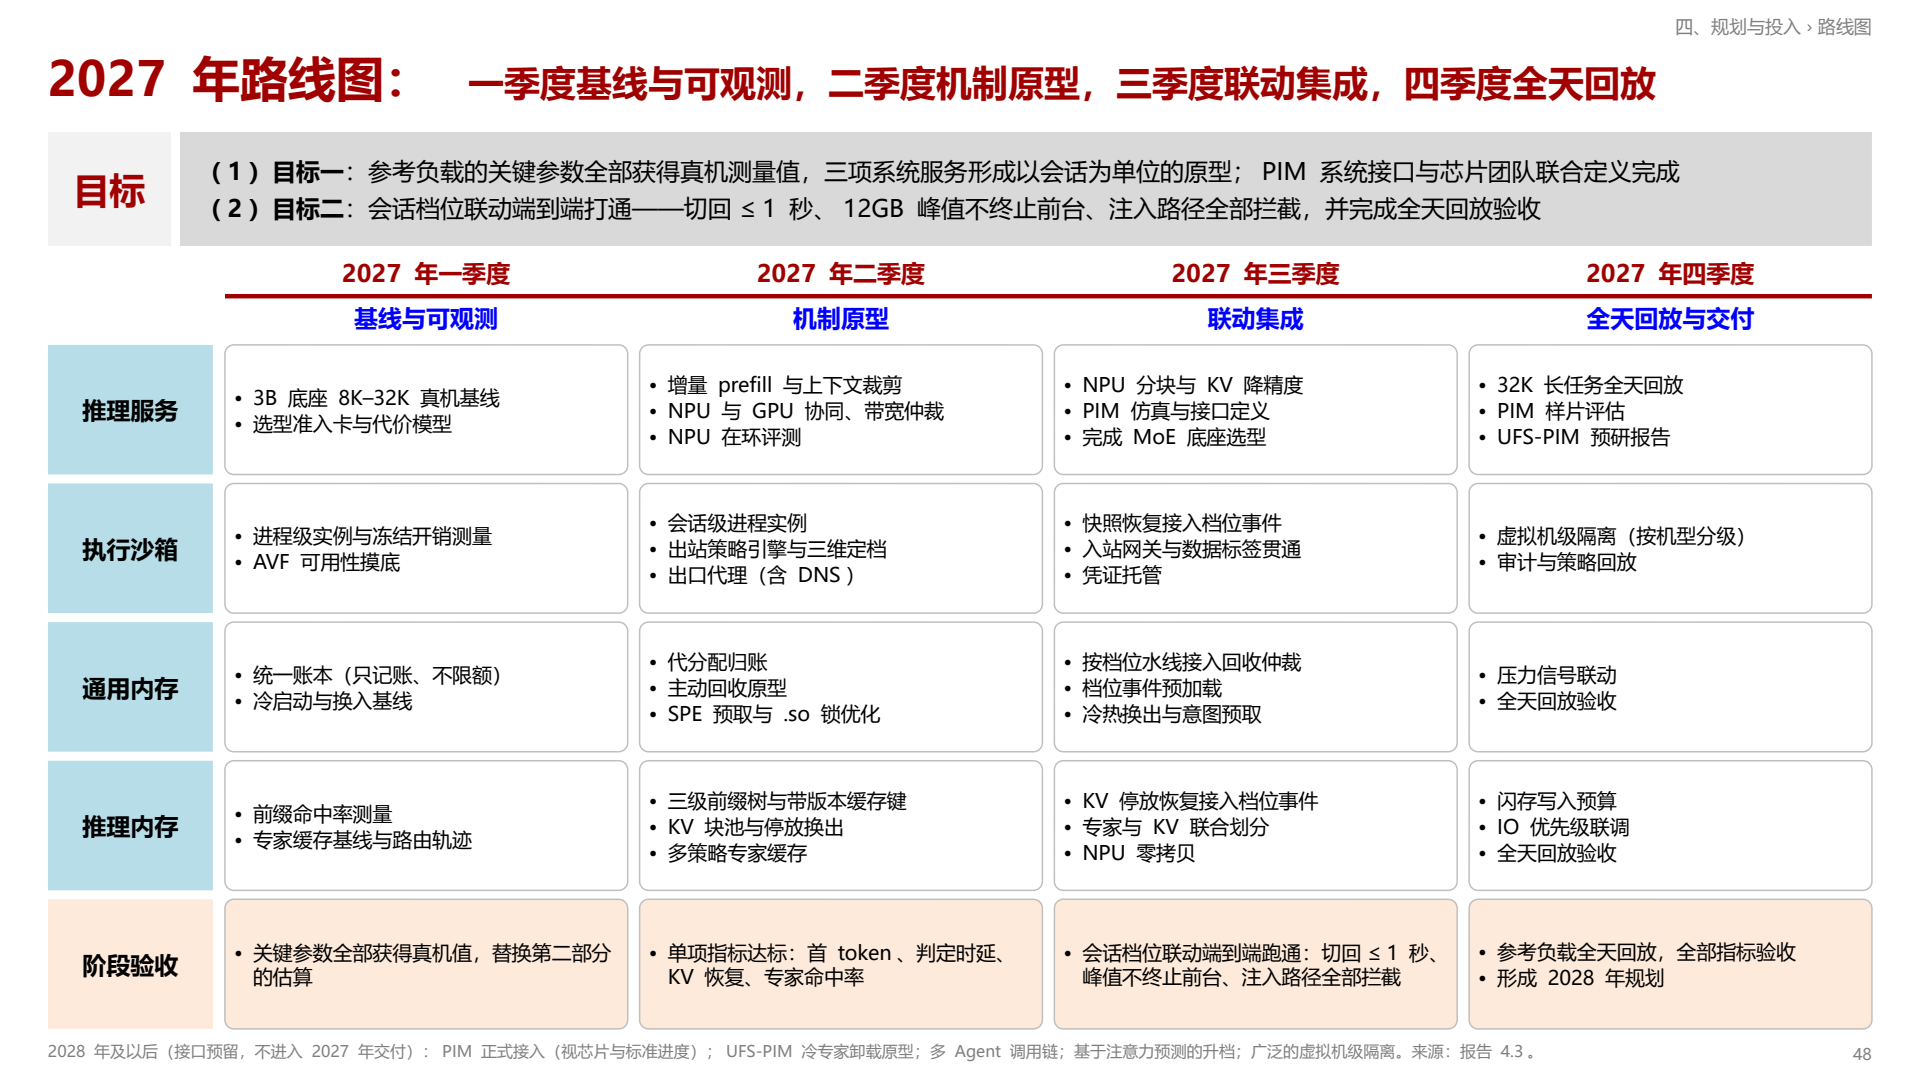 四、规划与投入 › 路线图
2027 年路线图： 一季度基线与可观测，二季度机制原型，三季度联动集成，四季度全天回放
目标
（1）目标一：参考负载的关键参数全部获得真机测量值，三项系统服务形成以会话为单位的原型； PIM 系统接口与芯片团队联合定义完成
（2）目标二：会话档位联动端到端打通——切回 ≤ 1 秒、 12GB 峰值不终止前台、注入路径全部拦截，并完成全天回放验收
2027 年一季度
2027 年二季度
2027 年三季度
2027 年四季度
基线与可观测
机制原型
联动集成
全天回放与交付
推理服务
• 3B 底座 8K–32K 真机基线
• 选型准入卡与代价模型
• 增量 prefill 与上下文裁剪
• NPU 与 GPU 协同、带宽仲裁
• NPU 在环评测
• NPU 分块与 KV 降精度
• PIM 仿真与接口定义
• 完成 MoE 底座选型
• 32K 长任务全天回放
• PIM 样片评估
• UFS-PIM 预研报告
执行沙箱
• 进程级实例与冻结开销测量
• AVF 可用性摸底
• 会话级进程实例
• 出站策略引擎与三维定档
• 出口代理（含 DNS ）
• 快照恢复接入档位事件
• 入站网关与数据标签贯通
• 凭证托管
• 虚拟机级隔离（按机型分级）
• 审计与策略回放
通用内存
• 统一账本（只记账、不限额）
• 冷启动与换入基线
• 代分配归账
• 主动回收原型
• SPE 预取与 .so 锁优化
• 按档位水线接入回收仲裁
• 档位事件预加载
• 冷热换出与意图预取
• 压力信号联动
• 全天回放验收
推理内存
• 前缀命中率测量
• 专家缓存基线与路由轨迹
• 三级前缀树与带版本缓存键
• KV 块池与停放换出
• 多策略专家缓存
• KV 停放恢复接入档位事件
• 专家与 KV 联合划分
• NPU 零拷贝
• 闪存写入预算
• IO 优先级联调
• 全天回放验收
阶段验收
• 关键参数全部获得真机值，替换第二部分
的估算
• 单项指标达标：首 token 、判定时延、
KV 恢复、专家命中率
• 会话档位联动端到端跑通：切回 ≤ 1 秒、
峰值不终止前台、注入路径全部拦截
• 参考负载全天回放，全部指标验收
• 形成 2028 年规划
2028 年及以后（接口预留，不进入 2027 年交付）： PIM 正式接入（视芯片与标准进度）； UFS-PIM 冷专家卸载原型；多 Agent 调用链；基于注意力预测的升档；广泛的虚拟机级隔离。来源：报告 4.3 。
48